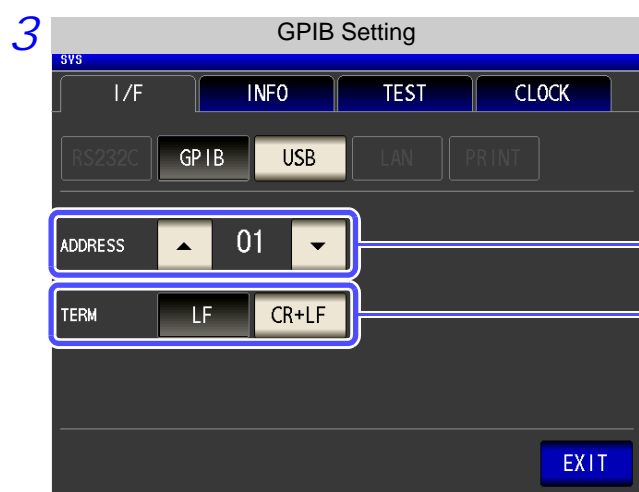 3
GPIB Setting
SYS
I/F INFO TEST CLOCK
RS232C GPIB USB LAN PRINT
ADDRESS ▲ 01 ▼
TERM LF CR+LF
EXIT